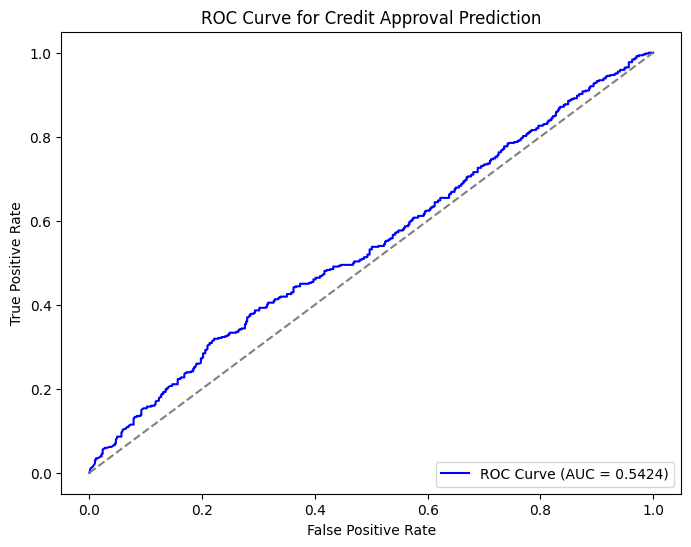 ROC Curve for Credit Approval Prediction
True Positive Rate
1.0
0.8
0.6
0.4
0.2
0.0
ROC Curve (AUC = 0.5424)
0.0 0.2 0.4 0.6 0.8 1.0
False Positive Rate